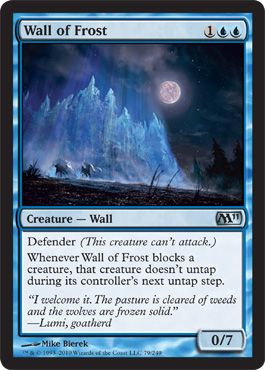 Wall of Frost 1
Creature — Wall M11
Defender (This creature can't attack.)
Whenever Wall of Frost blocks a
creature, that creature doesn't untap
during its controller's next untap step.
"I welcome it. The pasture is cleared of weeds
and the wolves are frozen solid."
—Lumi, goatherd
Mike Bierek
™ & © 1993–2010 Wizards of the Coast LLC 79/249
0/7